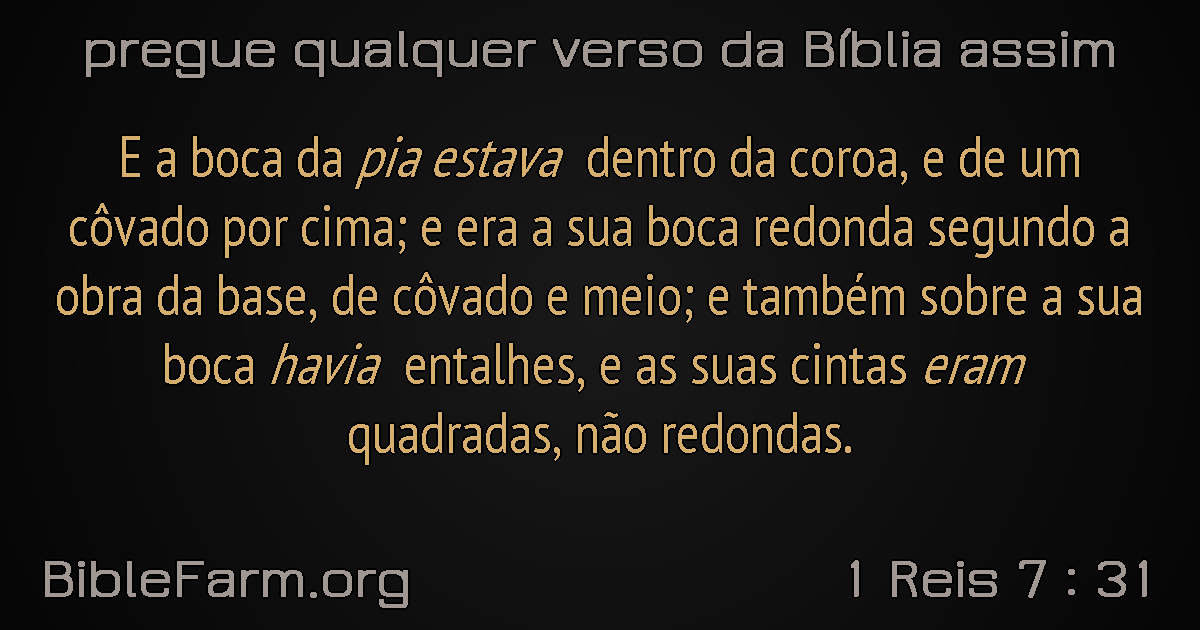 pregue qualquer verso da Bíblia assim
E a boca da pia estava dentro da coroa, e de um
côvado por cima; e era a sua boca redonda segundo a
obra da base, de côvado e meio; e também sobre a sua
boca havia entalhes, e as suas cintas eram
quadradas, não redondas.
BibleFarm.org
1 Reis 7 : 31